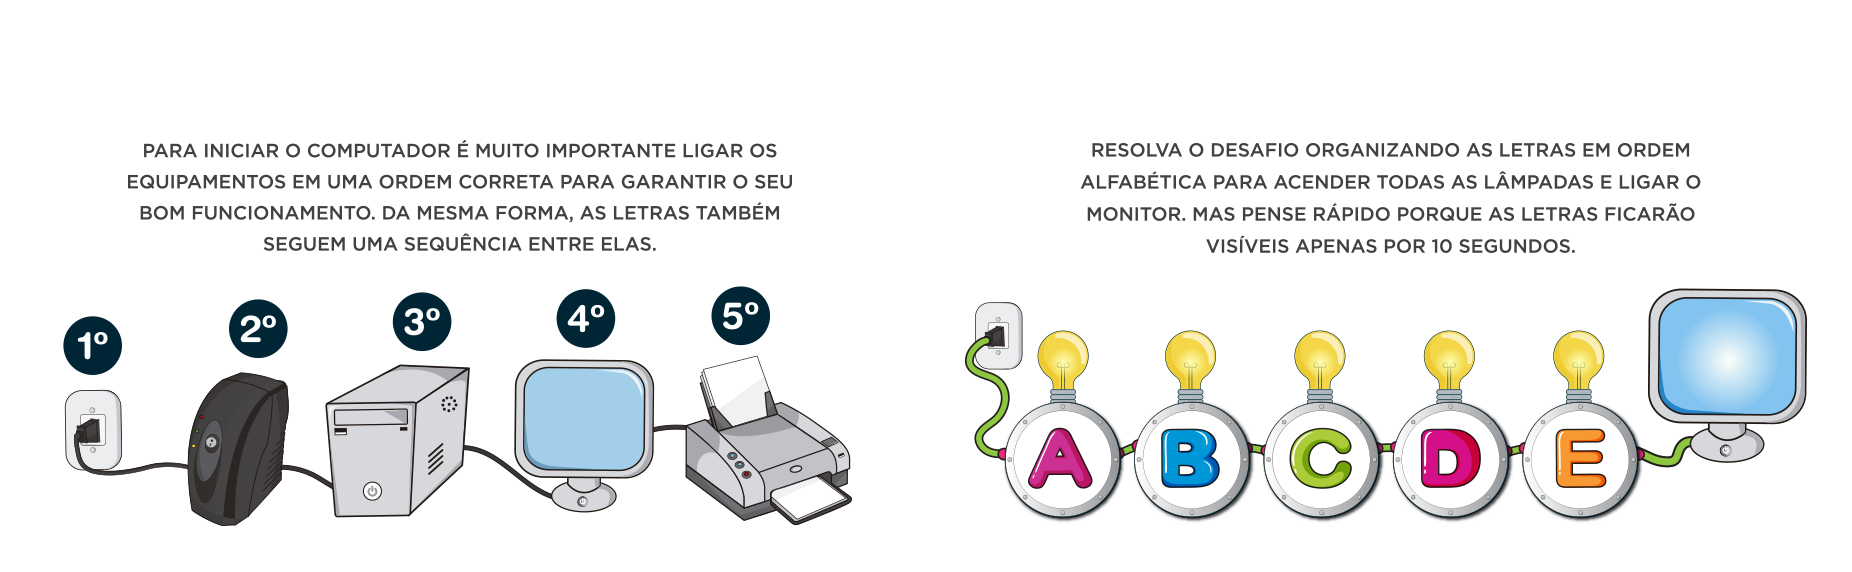 PARA INICIAR O COMPUTADOR É MUITO IMPORTANTE LIGAR OS
EQUIPAMENTOS EM UMA ORDEM CORRETA PARA GARANTIR O SEU
BOM FUNCIONAMENTO. DA MESMA FORMA, AS LETRAS TAMBÉM
SEGUEM UMA SEQUÊNCIA ENTRE ELAS.
1º
2º
3º
4º
5º
RESOLVA O DESAFIO ORGANIZANDO AS LETRAS EM ORDEM
ALFABÉTICA PARA ACENDER TODAS AS LÂMPADAS E LIGAR O
MONITOR. MAS PENSE RÁPIDO PORQUE AS LETRAS FICARÃO
VISÍVEIS APENAS POR 10 SEGUNDOS.
A B C D E